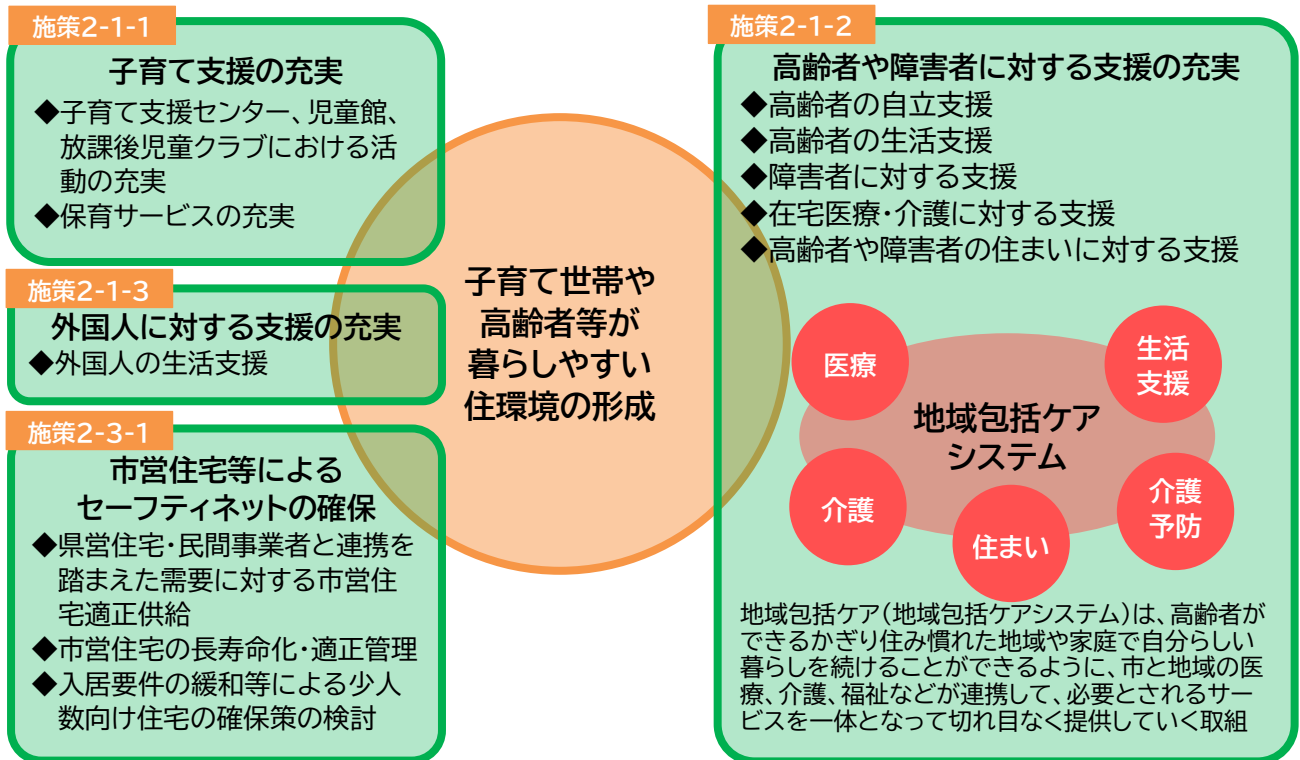 施策2-1-1
子育て支援の充実
◆子育て支援センター、児童館、
放課後児童クラブにおける活
動の充実
◆保育サービスの充実
施策2-1-3
外国人に対する支援の充実
◆外国人の生活支援
施策2-3-1
市営住宅等による
セーフティネットの確保
◆県営住宅・民間事業者と連携を
踏まえた需要に対する市営住
宅適正供給
◆市営住宅の長寿命化・適正管理
◆入居要件の緩和等による少人
数向け住宅の確保策の検討
子育て世帯や
高齢者等が
暮らしやすい
住環境の形成
施策2-1-2
高齢者や障害者に対する支援の充実
◆高齢者の自立支援
◆高齢者の生活支援
◆障害者に対する支援
◆在宅医療・介護に対する支援
◆高齢者や障害者の住まいに対する支援
医療
生活
支援
地域包括ケア
システム
介護
住まい
介護
予防
地域包括ケア(地域包括ケアシステム)は、高齢者が
できるかぎり住み慣れた地域や家庭で自分らしい
暮らしを続けることができるように、市と地域の医
療、介護、福祉などが連携して、必要とされるサー
ビスを一体となって切れ目なく提供していく取組